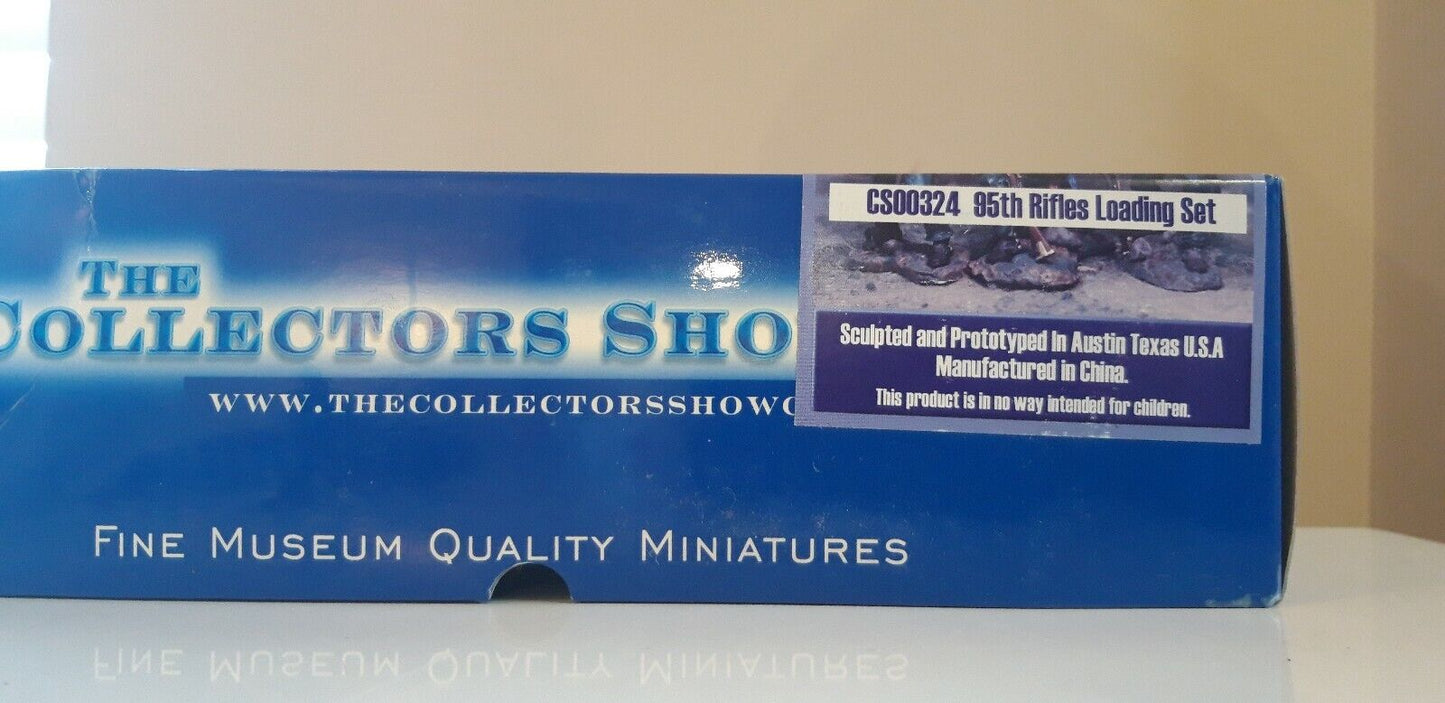 THE
COLLECTORS SHO
WWW.THECOLLECTORSSHOWC
CS00324 95th Rifles Loading Set
Sculpted and Prototyped In Austin Texas U.S.A
Manufactured in China.
This product is in no way intended for children.
FINE MUSEUM QUALITY MINIATURES